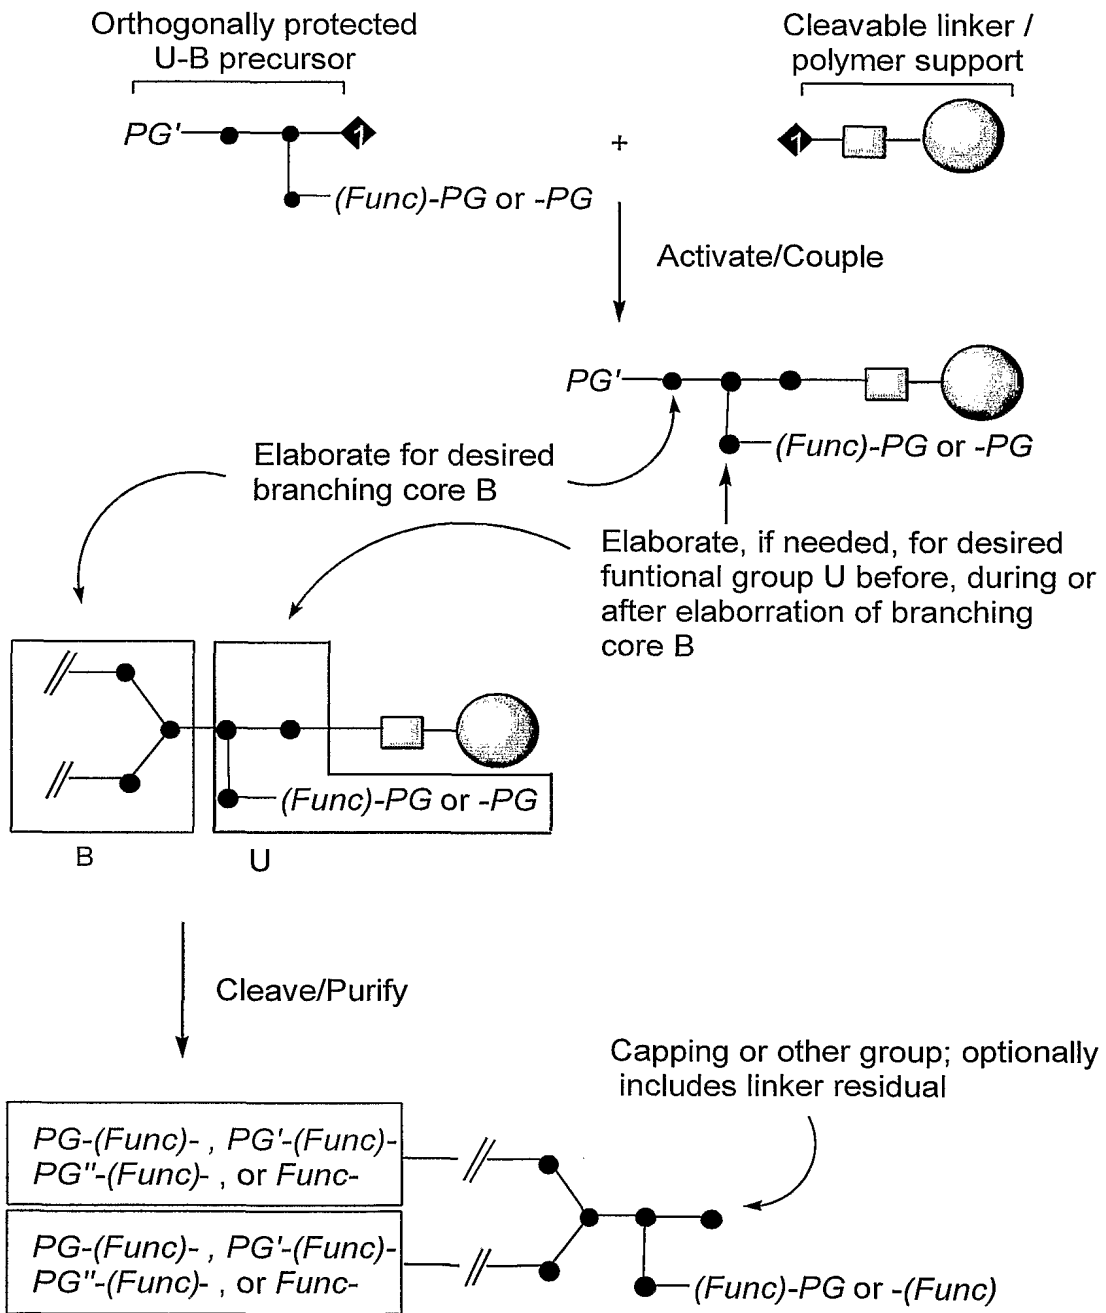 Orthogonally protected
U-B precursor
Cleavable linker /
polymer support
PG'
1
+
1
(Func)-PG or -PG
Activate/Couple
PG'
(Func)-PG or -PG
Elaborate for desired
branching core B
Elaborate, if needed, for desired
funtional group U before, during or
after elaborration of branching
core B
(Func)-PG or -PG
B
U
Cleave/Purify
Capping or other group; optionally
includes linker residual
PG-(Func)- , PG'-(Func)-
PG"-(Func)- , or Func-
PG-(Func)- , PG'-(Func)-
PG"-(Func)- , or Func-
(Func)-PG or -(Func)